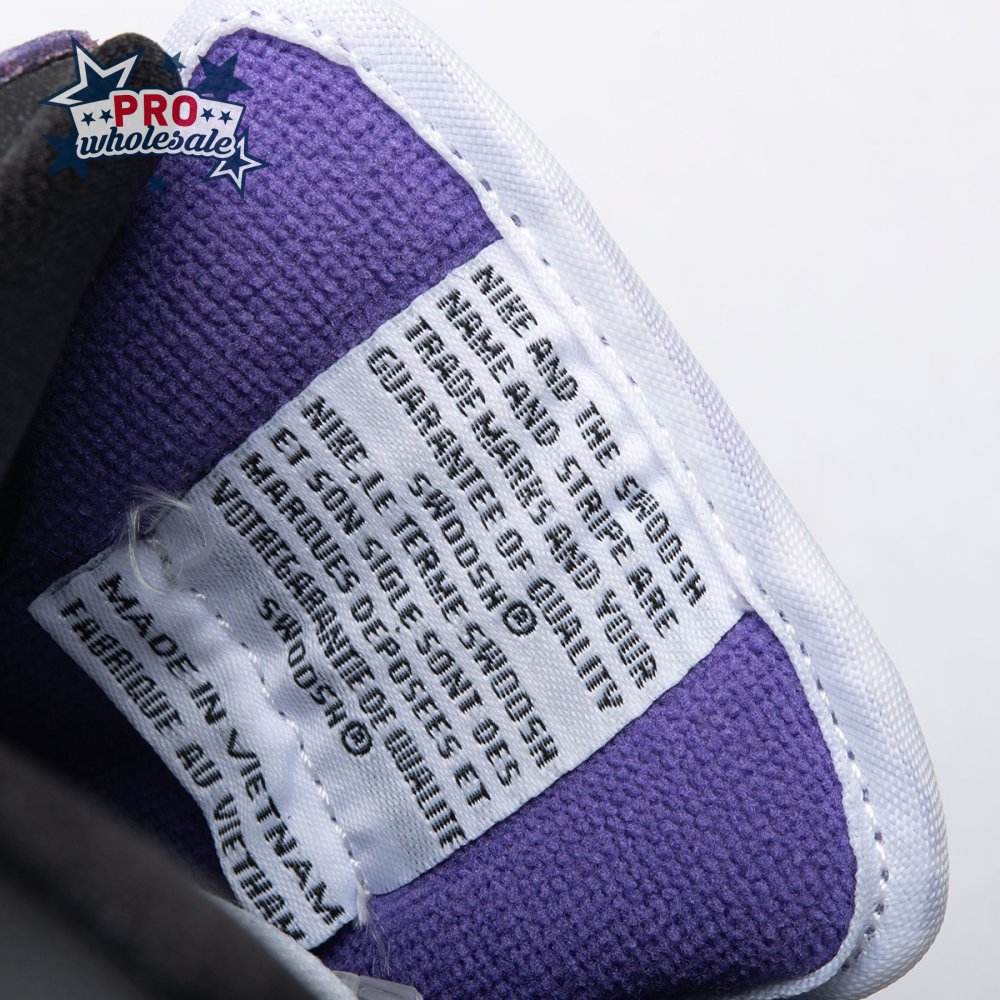 PRO
wholesale
NIKE AND THE SWOOSH
NAME AND STRIPE ARE
TRADEMARKS AND YOUR
GUARANTEE OF QUALITY
SWOOSH®
NIKE, LE TERME SWOOSH
ET SON SIGLE SONT DES
MARQUES DEPOSEES ET
VOTRE GARANTIE DE QUALITE
SWOOSH®
MADE IN VIETNAM
FABRIQUE AU VIETNAM